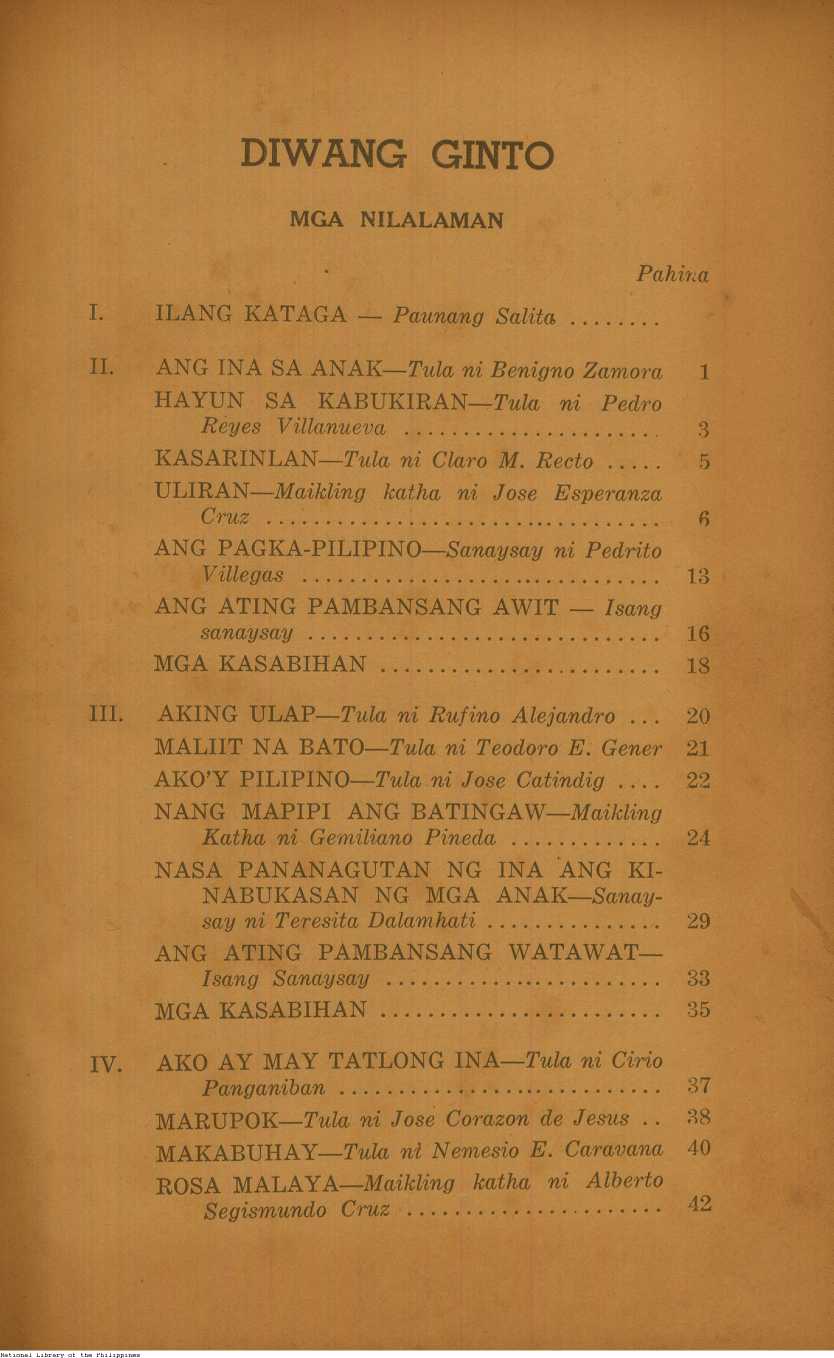 DIWANG GINTO
MGA NILALAMAN
Pahina
I. ILANG KATAGA — Paunang Salita ........
II. ANG INA SA ANAK—Tula ni Benigno Zamora 1
HAYUN SA KABUKIRAN—Tula ni Pedro
Reyes Villanueva ...................... 3
KASARINLAN—Tula ni Claro M. Recto ..... 5
ULIRAN—Maikling katha ni Jose Esperanza
Cruz .................................. 6
ANG PAGKA-PILIPINO—Sanaysay ni Pedrito
Villegas ............................... 13
ANG ATING PAMBANSANG AWIT — Isang
sanaysay .............................. 16
MGA KASABIHAN ........................ 18
III. AKING ULAP—Tula ni Rufino Alejandro ... 20
MALIIT NA BATO—Tula ni Teodoro E. Gener 21
AKO'Y PILIPINO—Tula ni Jose Catindig .... 22
NANG MAPIPI ANG BATINGAW—Maikling
Katha ni Gemiliano Pineda ............. 24
NASA PANANAGUTAN NG INA ANG KI-
NABUKASAN NG MGA ANAK—Sanay-
say ni Teresita Dalamhati ............... 29
ANG ATING PAMBANSANG WATAWAT—
Isang Sanaysay ........................ 33
MGA KASABIHAN ........................ 35
IV. AKO AY MAY TATLONG INA—Tula ni Cirio
Panganiban ............................ 37
MARUPOK—Tula ni Jose Corazon de Jesus .. 38
MAKABUHAY—Tula ni Nemesio E. Caravana 40
ROSA MALAYA—Maikling katha ni Alberto
Segismundo Cruz ...................... 42
National Library of the Philippines